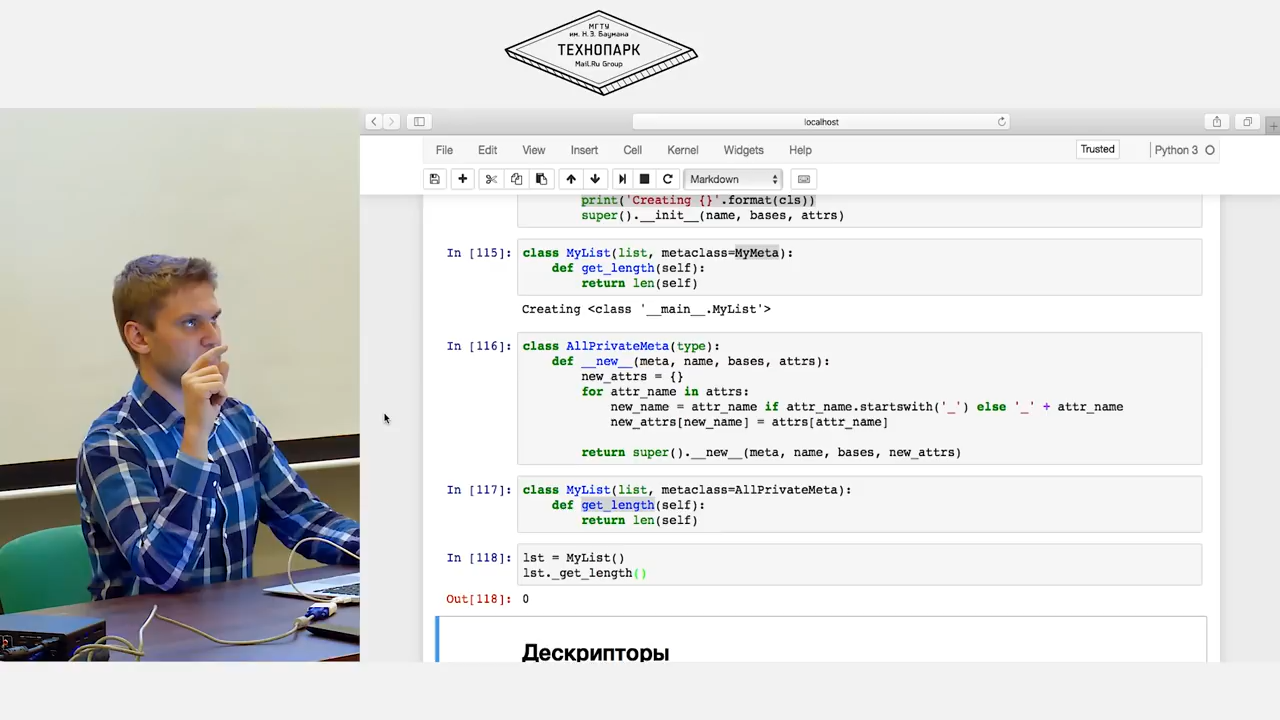 МГТУ
им. Н.Э. Баумана
ТЕХНОПАРК
Mail.Ru Group
localhost
File Edit View Insert Cell Kernel Widgets Help Trusted Python 3
Markdown
print('Creating {}'.format(cls))
super().__init__(name, bases, attrs)
In [115]: class MyList(list, metaclass=MyMeta):
def get_length(self):
return len(self)
Creating <class '__main__.MyList'>
In [116]: class AllPrivateMeta(type):
def __new__(meta, name, bases, attrs):
new_attrs = {}
for attr_name in attrs:
new_name = attr_name if attr_name.startswith('_') else '_' + attr_name
new_attrs[new_name] = attrs[attr_name]
return super().__new__(meta, name, bases, new_attrs)
In [117]: class MyList(list, metaclass=AllPrivateMeta):
def get_length(self):
return len(self)
In [118]: lst = MyList()
lst._get_length()
Out[118]: 0
Дескрипторы